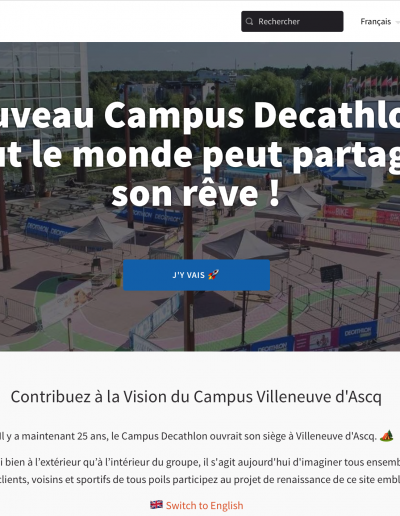 Rechercher
Français
uveau Campus Decathlo
ut le monde peut partag
son rêve !
J'Y VAIS 🚀
Contribuez à la Vision du Campus Villeneuve d'Ascq
Il y a maintenant 25 ans, le Campus Decathlon ouvrait son siège à Villeneuve d'Ascq. 🏕️
i bien à l'extérieur qu'à l'intérieur du groupe, il s'agit aujourd'hui d'imaginer tous ensemb
clients, voisins et sportifs de tous poils participez au projet de renaissance de ce site embl
🇬🇧 Switch to English